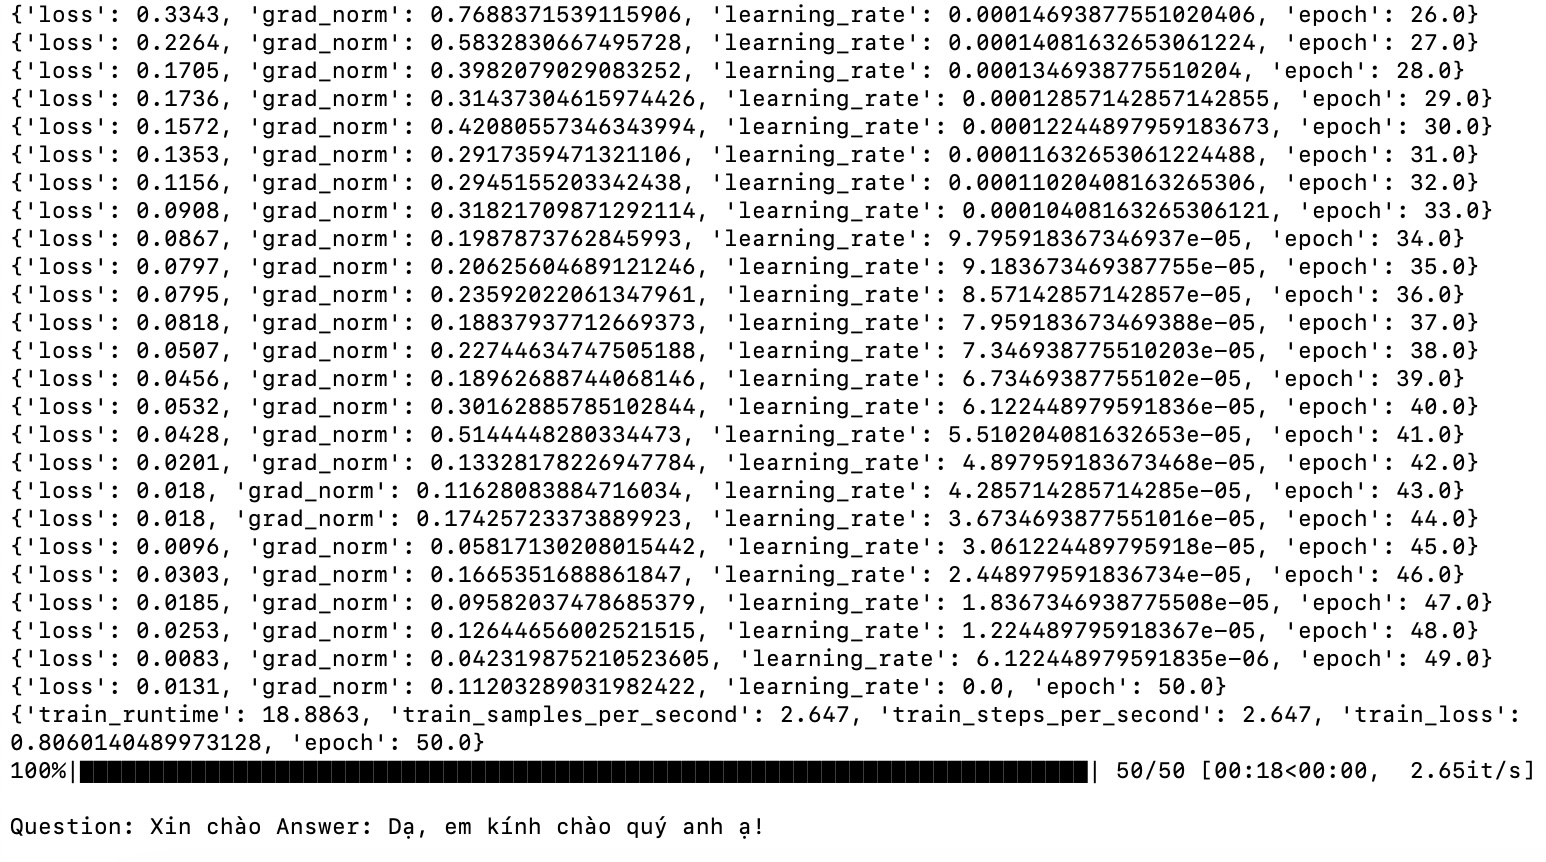 {'loss': 0.3343, 'grad_norm': 0.7688371539115906, 'learning_rate': 0.00014693877551020406, 'epoch': 26.0}
{'loss': 0.2264, 'grad_norm': 0.5832830667495728, 'learning_rate': 0.00014081632653061224, 'epoch': 27.0}
{'loss': 0.1705, 'grad_norm': 0.3982079029083252, 'learning_rate': 0.0001346938775510204, 'epoch': 28.0}
{'loss': 0.1736, 'grad_norm': 0.31437304615974426, 'learning_rate': 0.00012857142857142855, 'epoch': 29.0}
{'loss': 0.1572, 'grad_norm': 0.42080557346343994, 'learning_rate': 0.00012244897959183673, 'epoch': 30.0}
{'loss': 0.1353, 'grad_norm': 0.2917359471321106, 'learning_rate': 0.00011632653061224488, 'epoch': 31.0}
{'loss': 0.1156, 'grad_norm': 0.2945155203342438, 'learning_rate': 0.00011020408163265306, 'epoch': 32.0}
{'loss': 0.0908, 'grad_norm': 0.31821709871292114, 'learning_rate': 0.00010408163265306121, 'epoch': 33.0}
{'loss': 0.0867, 'grad_norm': 0.1987873762845993, 'learning_rate': 9.795918367346937e-05, 'epoch': 34.0}
{'loss': 0.0797, 'grad_norm': 0.20625604689121246, 'learning_rate': 9.183673469387755e-05, 'epoch': 35.0}
{'loss': 0.0795, 'grad_norm': 0.23592022061347961, 'learning_rate': 8.57142857142857e-05, 'epoch': 36.0}
{'loss': 0.0818, 'grad_norm': 0.18837937712669373, 'learning_rate': 7.959183673469388e-05, 'epoch': 37.0}
{'loss': 0.0507, 'grad_norm': 0.22744634747505188, 'learning_rate': 7.346938775510203e-05, 'epoch': 38.0}
{'loss': 0.0456, 'grad_norm': 0.18962688744068146, 'learning_rate': 6.73469387755102e-05, 'epoch': 39.0}
{'loss': 0.0532, 'grad_norm': 0.30162885785102844, 'learning_rate': 6.122448979591836e-05, 'epoch': 40.0}
{'loss': 0.0428, 'grad_norm': 0.5144448280334473, 'learning_rate': 5.510204081632653e-05, 'epoch': 41.0}
{'loss': 0.0201, 'grad_norm': 0.13328178226947784, 'learning_rate': 4.897959183673468e-05, 'epoch': 42.0}
{'loss': 0.018, 'grad_norm': 0.11628083884716034, 'learning_rate': 4.285714285714285e-05, 'epoch': 43.0}
{'loss': 0.018, 'grad_norm': 0.17425723373889923, 'learning_rate': 3.6734693877551016e-05, 'epoch': 44.0}
{'loss': 0.0096, 'grad_norm': 0.05817130208015442, 'learning_rate': 3.061224489795918e-05, 'epoch': 45.0}
{'loss': 0.0303, 'grad_norm': 0.1665351688861847, 'learning_rate': 2.448979591836734e-05, 'epoch': 46.0}
{'loss': 0.0185, 'grad_norm': 0.09582037478685379, 'learning_rate': 1.8367346938775508e-05, 'epoch': 47.0}
{'loss': 0.0253, 'grad_norm': 0.12644656002521515, 'learning_rate': 1.224489795918367e-05, 'epoch': 48.0}
{'loss': 0.0083, 'grad_norm': 0.042319875210523605, 'learning_rate': 6.122448979591835e-06, 'epoch': 49.0}
{'loss': 0.0131, 'grad_norm': 0.11203289031982422, 'learning_rate': 0.0, 'epoch': 50.0}
{'train_runtime': 18.8863, 'train_samples_per_second': 2.647, 'train_steps_per_second': 2.647, 'train_loss':
0.8060140489973128, 'epoch': 50.0}
100%|████████████████████████████████████████████████████████████████████████| 50/50 [00:18<00:00,  2.65it/s]
Question: Xin chào Answer: Dạ, em kính chào quý anh ạ!